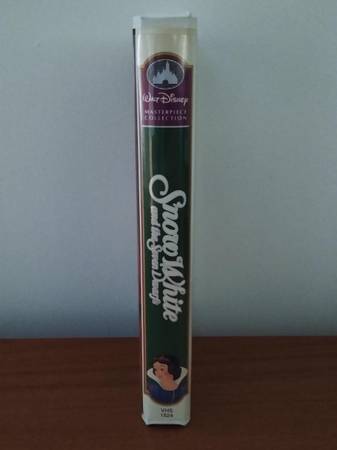 Walt Disney
MASTERPIECE
COLLECTION
Snow White
and the Seven Dwarfs
VHS
1524